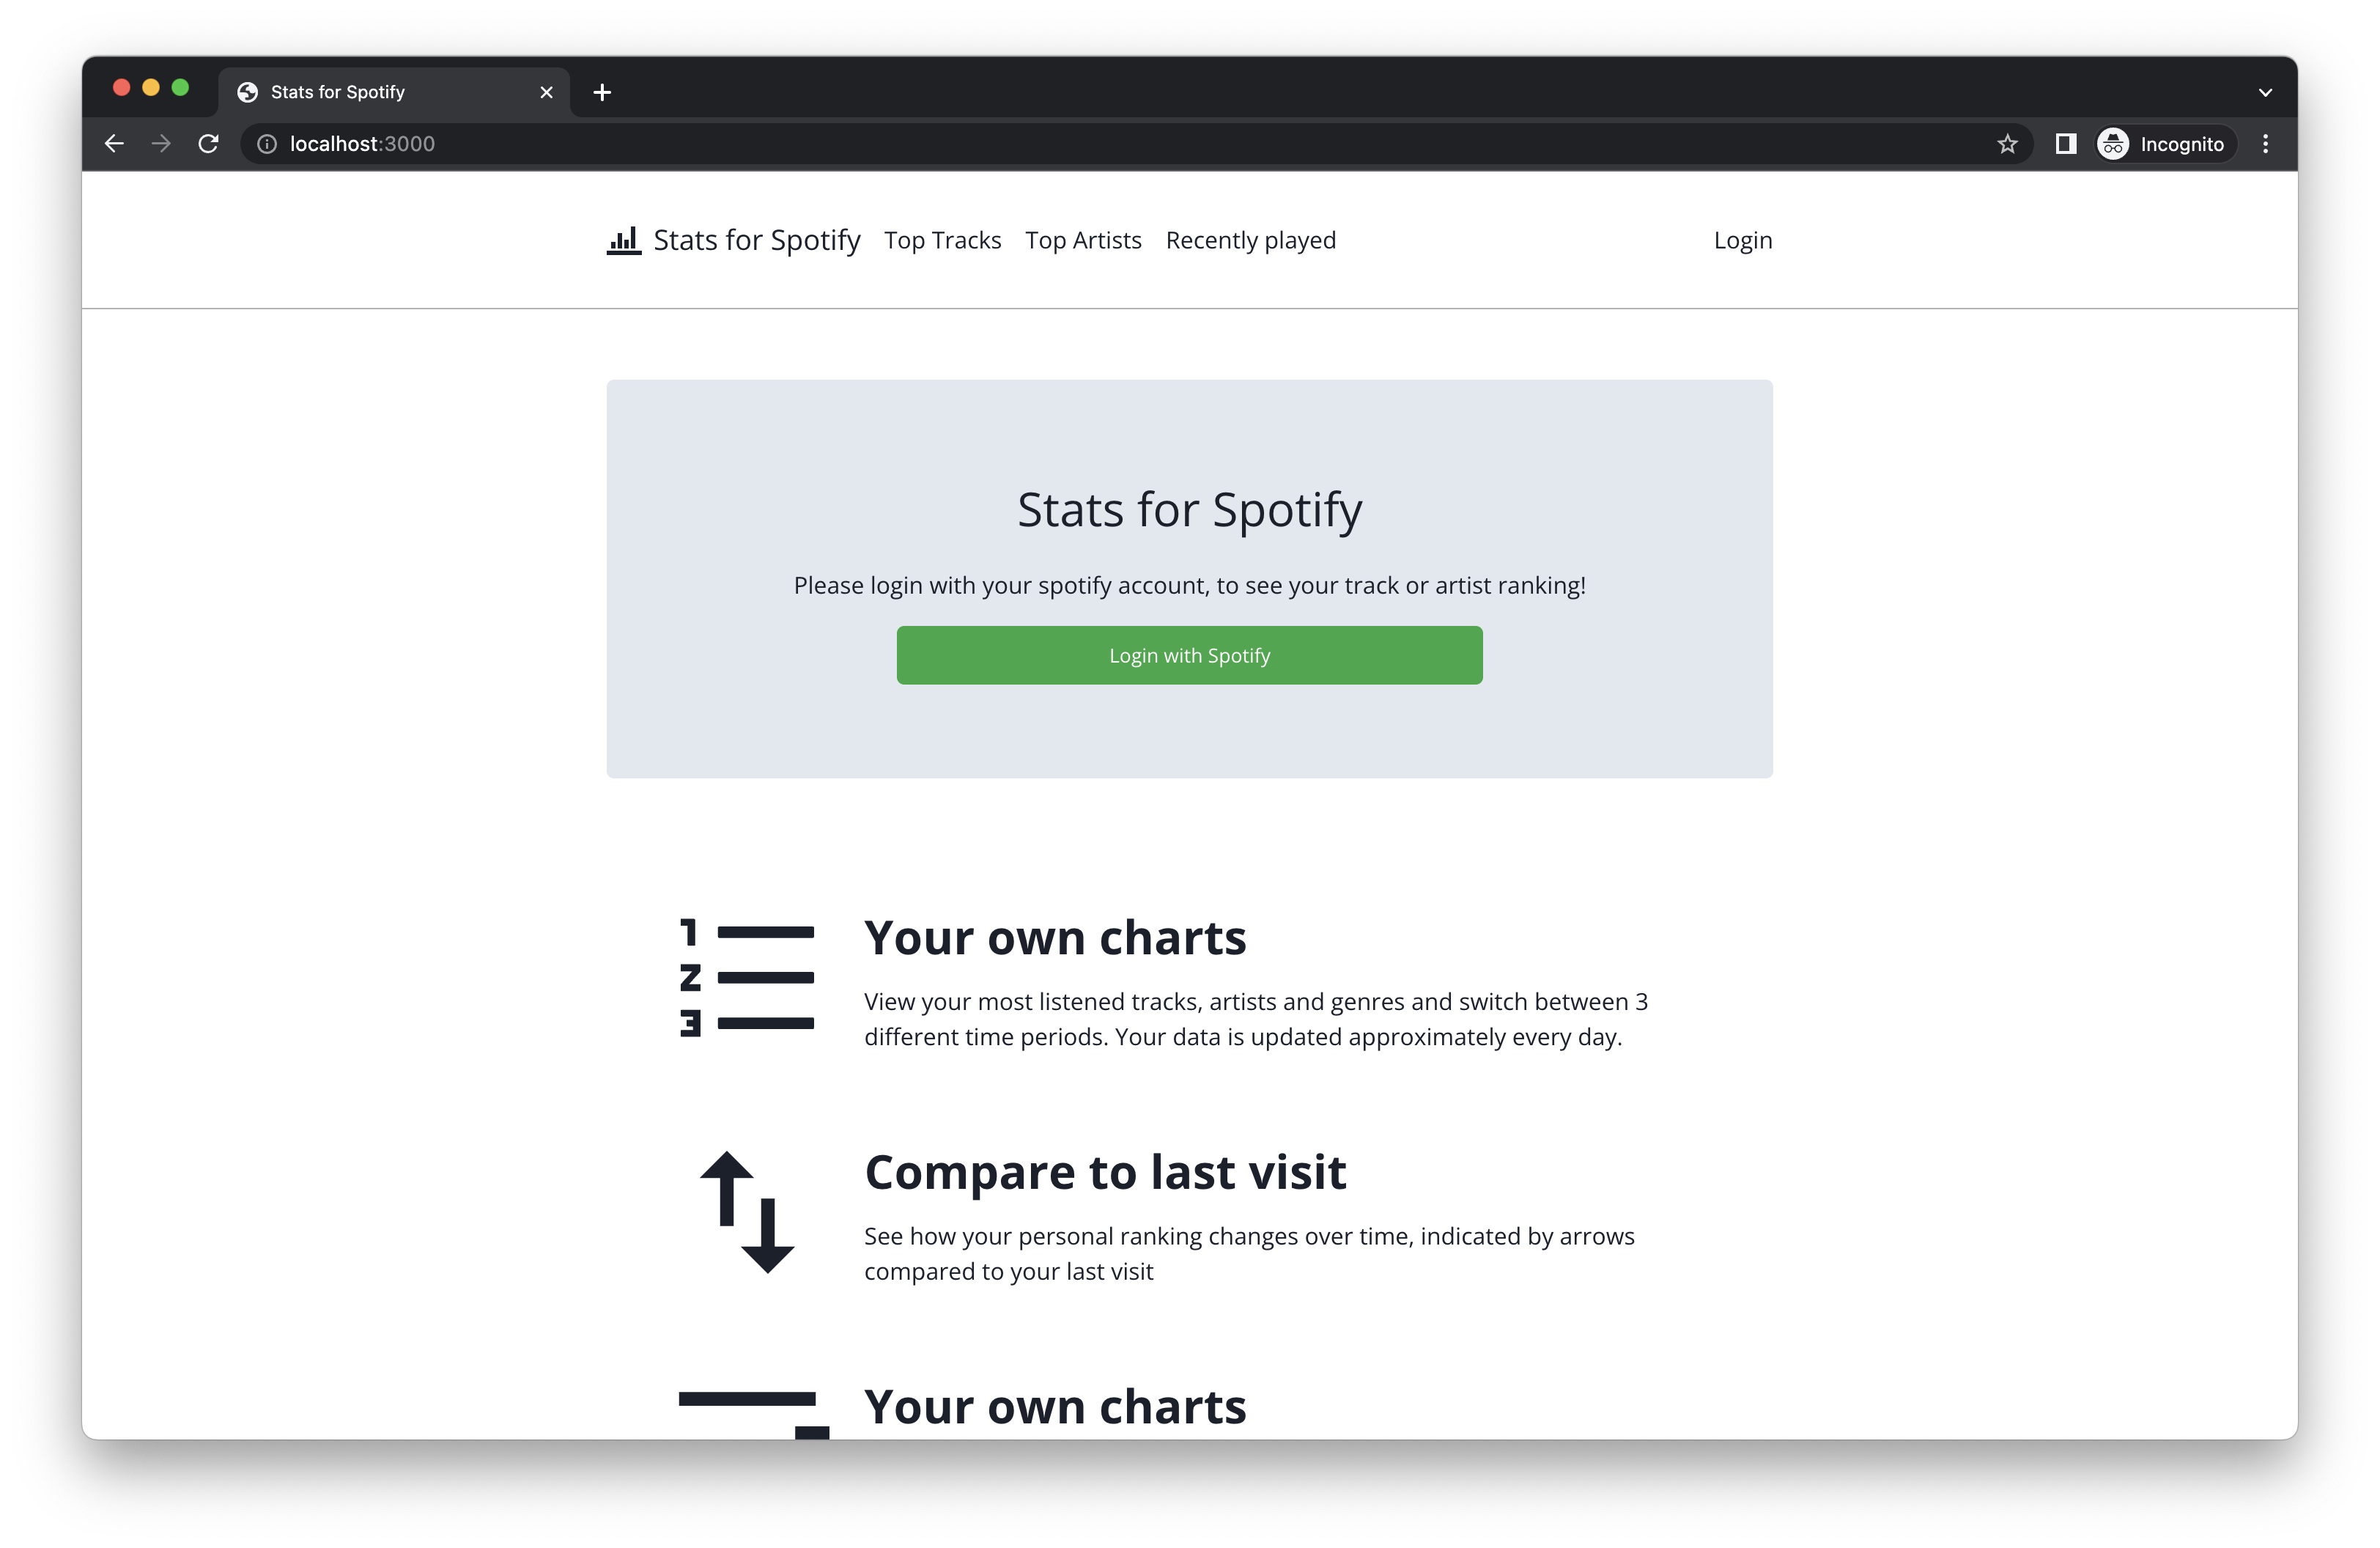 Stats for Spotify
localhost:3000
Incognito
Stats for Spotify Top Tracks Top Artists Recently played Login
Stats for Spotify
Please login with your spotify account, to see your track or artist ranking!
Login with Spotify
1
2
3
Your own charts
View your most listened tracks, artists and genres and switch between 3
different time periods. Your data is updated approximately every day.
Compare to last visit
See how your personal ranking changes over time, indicated by arrows
compared to your last visit
Your own charts